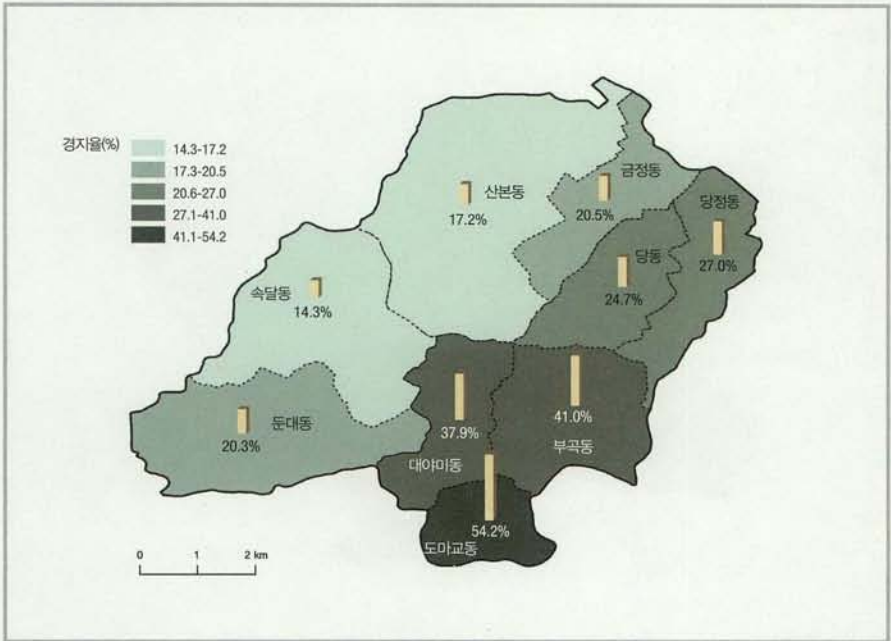 경지율(%)
14.3-17.2
17.3-20.5
20.6-27.0
27.1-41.0
41.1-54.2
산본동
17.2%
금정동
20.5%
당정동
27.0%
당동
24.7%
속달동
14.3%
둔대동
20.3%
37.9%
대야미동
41.0%
부곡동
54.2%
도마교동
0 1 2 km